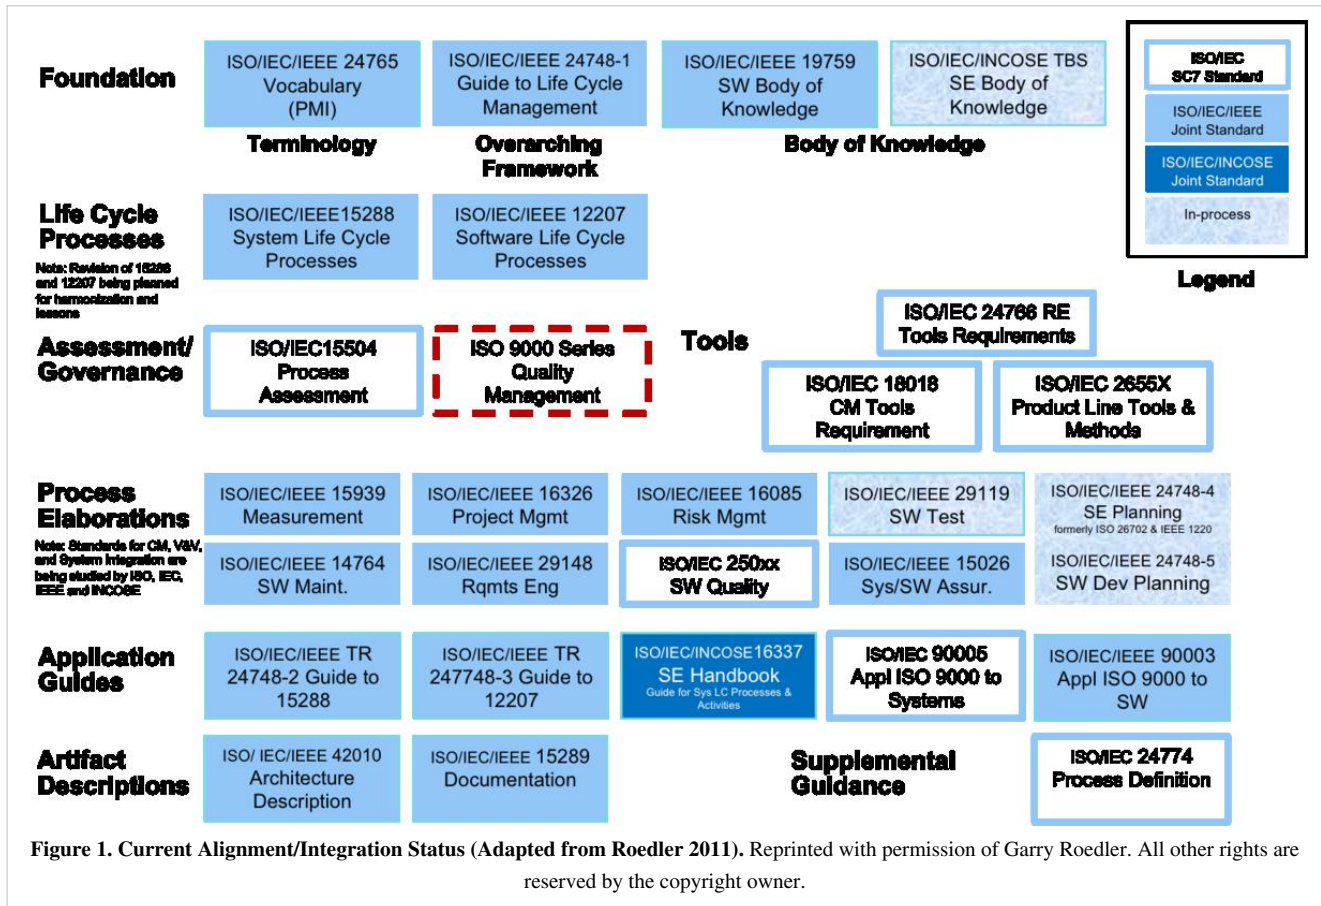 Foundation
ISO/IEC/IEEE 24765
Vocabulary
(PMI)
Terminology
ISO/IEC/IEEE 24748-1
Guide to Life Cycle
Management
Overarching
Framework
ISO/IEC/IEEE 19759
SW Body of
Knowledge
ISO/IEC/INCOSE TBS
SE Body of
Knowledge
Body of Knowledge
ISO/IEC
SC7 Standard
ISO/IEC/IEEE
Joint Standard
ISO/IEC/INCOSE
Joint Standard
In-process
Legend
Life Cycle
Processes
Note: Revision of 15288
and 12207 being planned
for harmonization and
lessons
ISO/IEC/IEEE15288
System Life Cycle
Processes
ISO/IEC/IEEE 12207
Software Life Cycle
Processes
Assessment/
Governance
ISO/IEC15504
Process
Assessment
ISO 9000 Series
Quality
Management
Tools
ISO/IEC 24766 RE
Tools Requirements
ISO/IEC 18018
CM Tools
Requirement
ISO/IEC 2655X
Product Line Tools &
Methods
Process
Elaborations
Note: Standards for CM, V&V,
and System Integration are
being studied by ISO, IEC,
IEEE and INCOSE
ISO/IEC/IEEE 15939
Measurement
ISO/IEC/IEEE 16326
Project Mgmt
ISO/IEC/IEEE 16085
Risk Mgmt
ISO/IEC/IEEE 29119
SW Test
ISO/IEC/IEEE 24748-4
SE Planning
formerly ISO 26702 & IEEE 1220
ISO/IEC/IEEE 14764
SW Maint.
ISO/IEC/IEEE 29148
Rqmts Eng
ISO/IEC 250xx
SW Quality
ISO/IEC/IEEE 15026
Sys/SW Assur.
ISO/IEC/IEEE 24748-5
SW Dev Planning
Application
Guides
ISO/IEC/IEEE TR
24748-2 Guide to
15288
ISO/IEC/IEEE TR
247748-3 Guide to
12207
ISO/IEC/INCOSE16337
SE Handbook
Guide for Sys LC Processes &
Activities
ISO/IEC 90005
Appl ISO 9000 to
Systems
ISO/IEC/IEEE 90003
Appl ISO 9000 to
SW
Artifact
Descriptions
ISO/ IEC/IEEE 42010
Architecture
Description
ISO/IEC/IEEE 15289
Documentation
Supplemental
Guidance
ISO/IEC 24774
Process Definition
Figure 1. Current Alignment/Integration Status (Adapted from Roedler 2011). Reprinted with permission of Garry Roedler. All other rights are
reserved by the copyright owner.